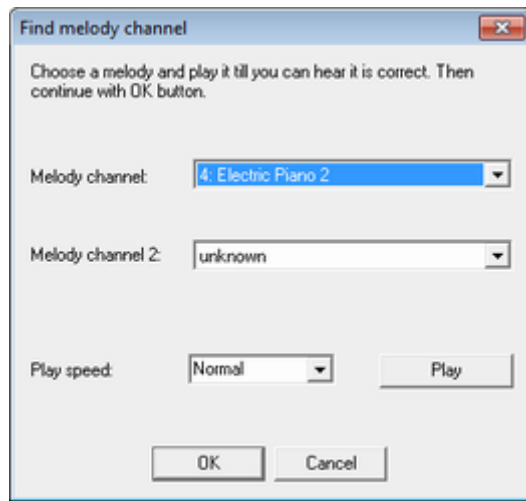 Find melody channel
Choose a melody and play it till you can hear it is correct. Then
continue with OK button.
Melody channel: 4: Electric Piano 2
Melody channel 2: unknown
Play speed: Normal Play
OK Cancel